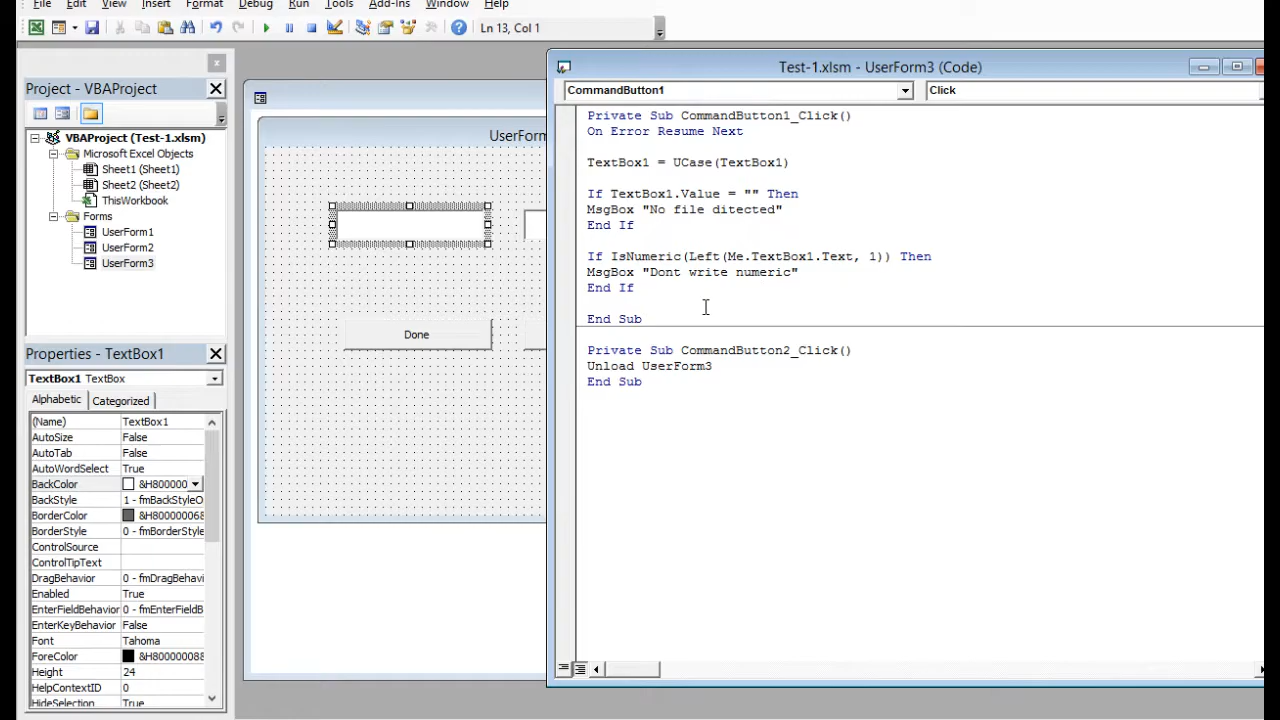 File Edit View Insert Format Debug Run Tools Add-Ins Window Help
Ln 13, Col 1
Project - VBAProject
VBAProject (Test-1.xlsm)
Microsoft Excel Objects
Sheet1 (Sheet1)
Sheet2 (Sheet2)
ThisWorkbook
Forms
UserForm1
UserForm2
UserForm3
Properties - TextBox1
TextBox1 TextBox
Alphabetic Categorized
(Name) TextBox1
AutoSize False
AutoTab False
AutoWordSelect True
BackColor &H800000
BackStyle 1 - fmBackStyleO
BorderColor &H80000006&
BorderStyle 0 - fmBorderStyle
ControlSource
ControlTipText
DragBehavior 0 - fmDragBehavi
Enabled True
EnterFieldBehavior 0 - fmEnterFieldB
EnterKeyBehavior False
Font Tahoma
ForeColor &H80000008&
Height 24
HelpContextID 0
HideSelection True
UserForm
Done
Test-1.xlsm - UserForm3 (Code)
CommandButton1 Click
Private Sub CommandButton1_Click()
On Error Resume Next
TextBox1 = UCase(TextBox1)
If TextBox1.Value = "" Then
MsgBox "No file ditected"
End If
If IsNumeric(Left(Me.TextBox1.Text, 1)) Then
MsgBox "Dont write numeric"
End If
End Sub
Private Sub CommandButton2_Click()
Unload UserForm3
End Sub